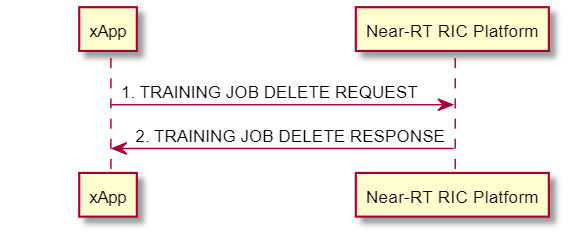 xApp
Near-RT RIC Platform
1. TRAINING JOB DELETE REQUEST
2. TRAINING JOB DELETE RESPONSE
xApp
Near-RT RIC Platform